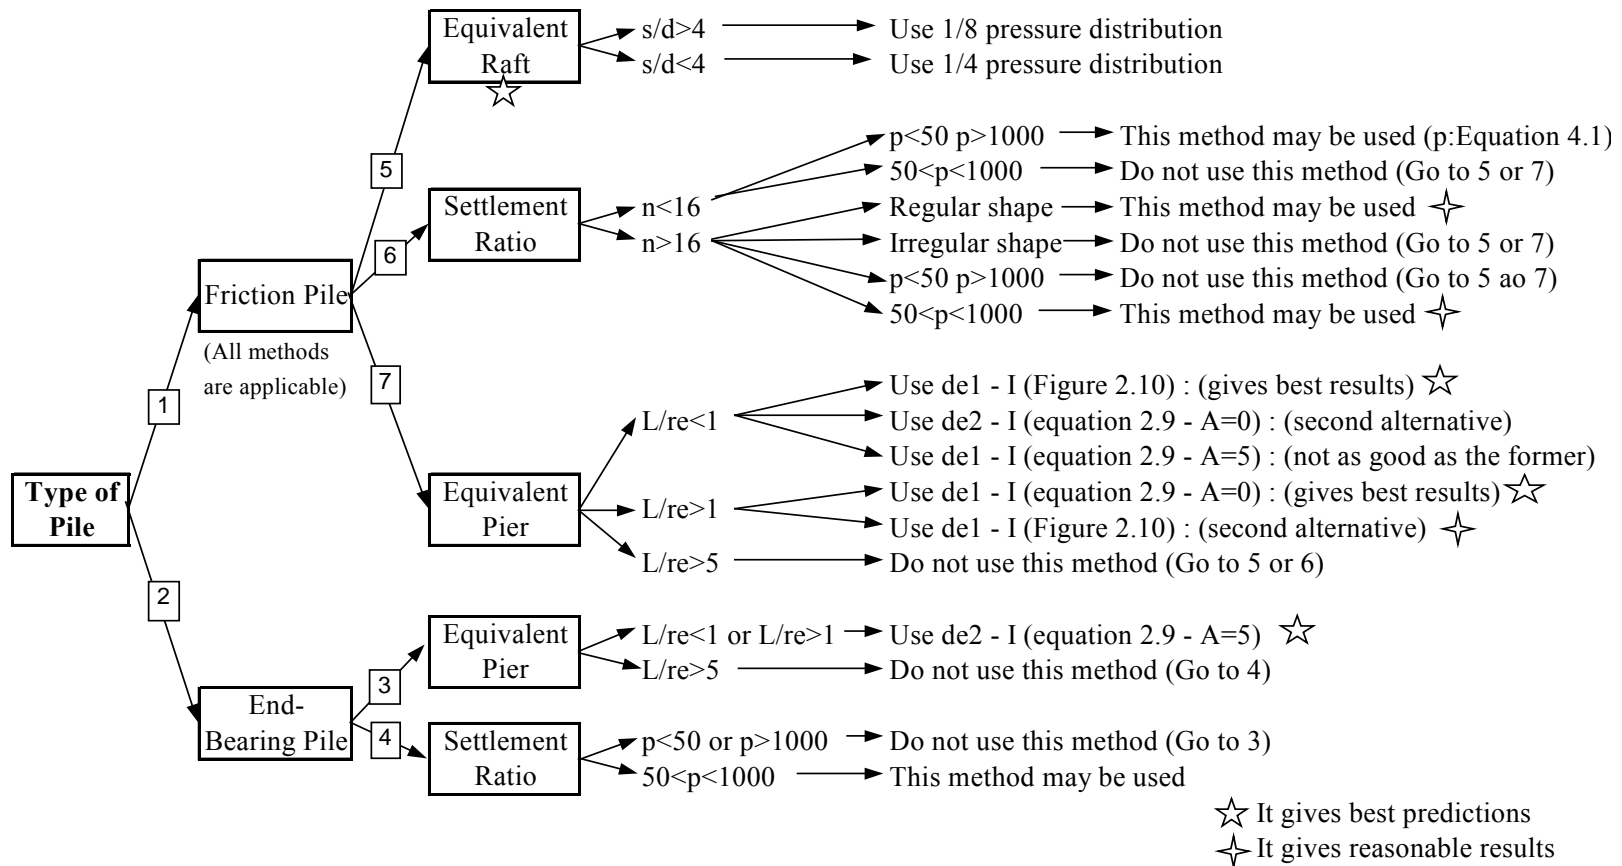 Equivalent
Raft
s/d>4
Use 1/8 pressure distribution
s/d<4
Use 1/4 pressure distribution
5
Settlement
Ratio
6
n<16
p<50 p>1000
This method may be used (p:Equation 4.1)
50<p<1000
Do not use this method (Go to 5 or 7)
n>16
Regular shape
This method may be used
Irregular shape
Do not use this method (Go to 5 or 7)
p<50 p>1000
Do not use this method (Go to 5 ao 7)
50<p<1000
This method may be used
Friction Pile
(All methods
are applicable)
7
1
Equivalent
Pier
L/re<1
Use de1 - I (Figure 2.10) : (gives best results)
Use de2 - I (equation 2.9 - A=0) : (second alternative)
Use de1 - I (equation 2.9 - A=5) : (not as good as the former)
L/re>1
Use de1 - I (equation 2.9 - A=0) : (gives best results)
Use de1 - I (Figure 2.10) : (second alternative)
L/re>5
Do not use this method (Go to 5 or 6)
Type of
Pile
2
Equivalent
Pier
3
L/re<1 or L/re>1
Use de2 - I (equation 2.9 - A=5)
L/re>5
Do not use this method (Go to 4)
End-
Bearing Pile
4
Settlement
Ratio
p<50 or p>1000
Do not use this method (Go to 3)
50<p<1000
This method may be used
It gives best predictions
It gives reasonable results